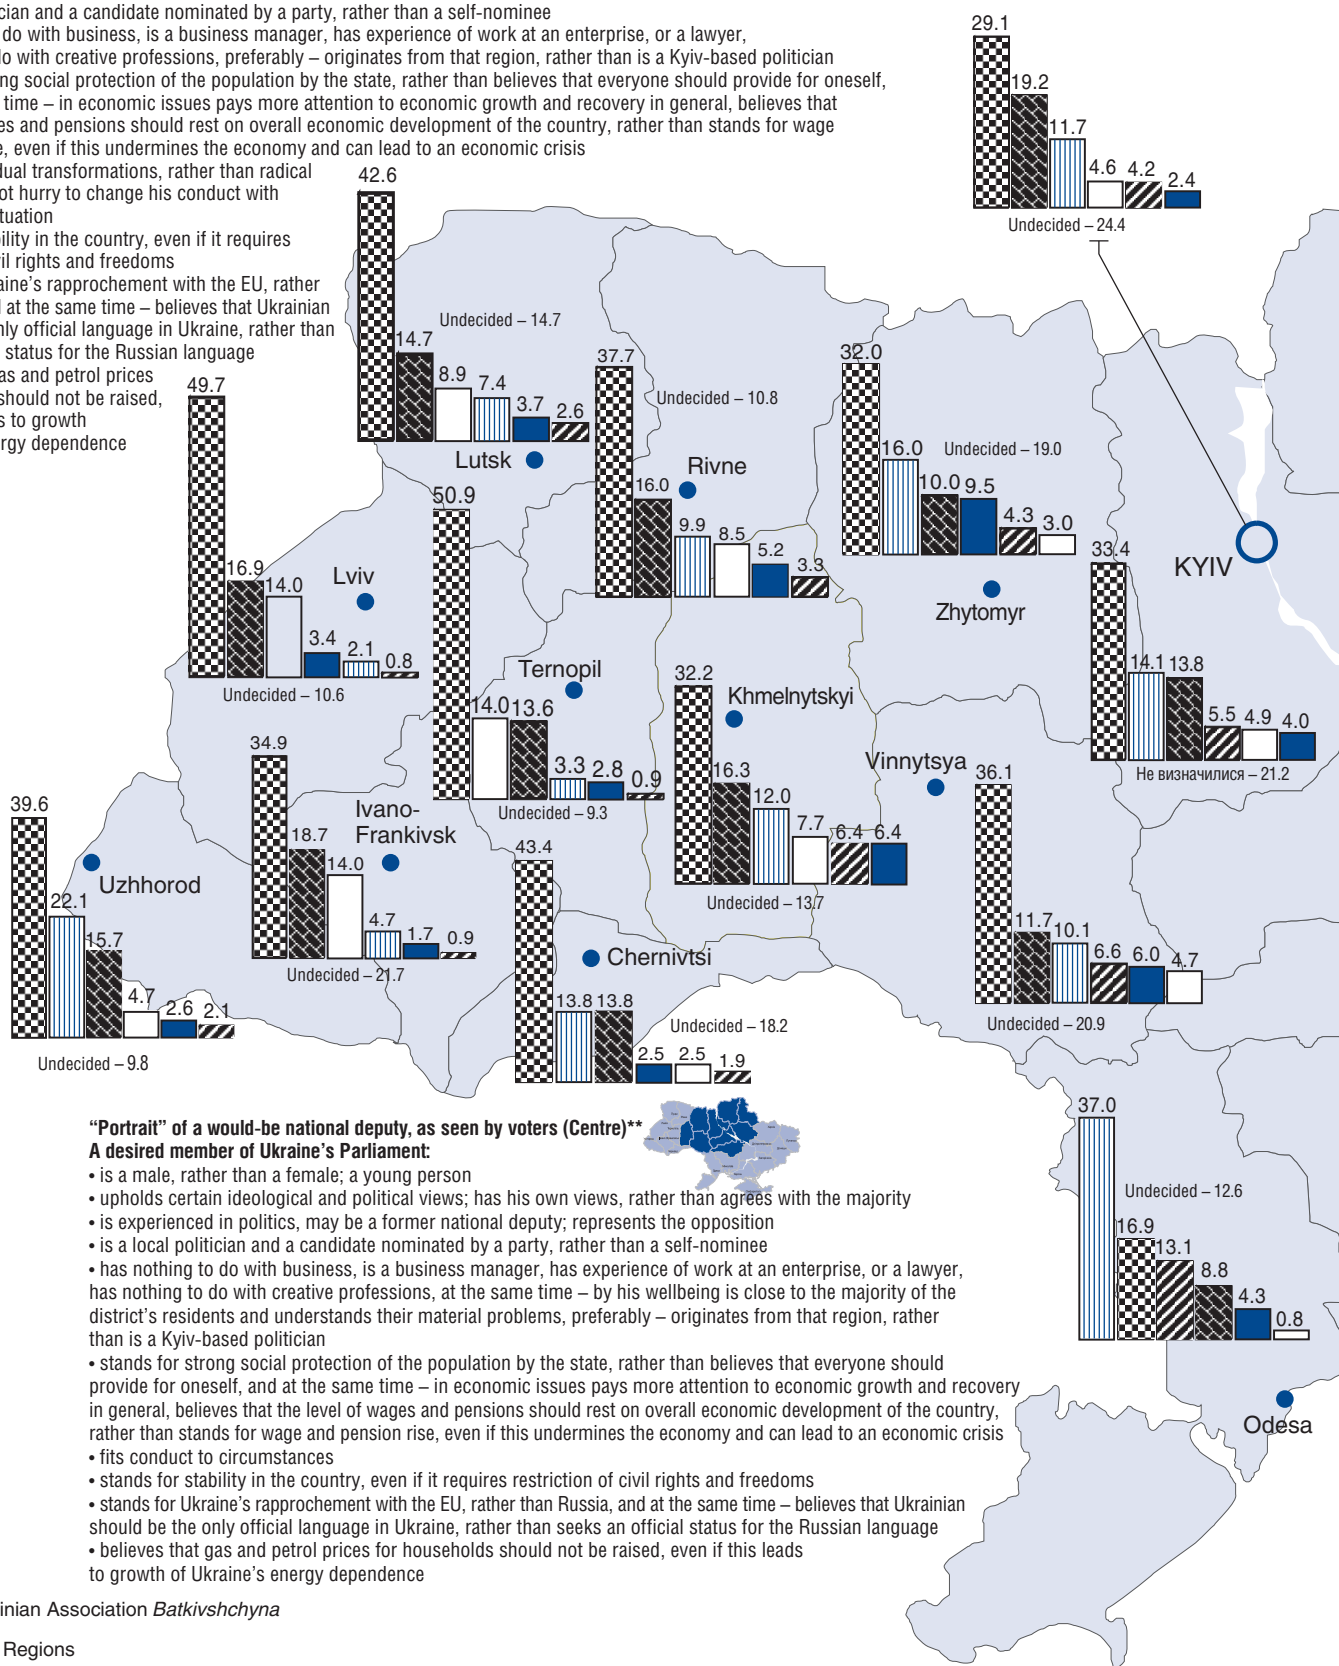 cian and a candidate nominated by a party, rather than a self-nominee
do with business, is a business manager, has experience of work at an enterprise, or a lawyer,
do with creative professions, preferably – originates from that region, rather than is a Kyiv-based politician
ng social protection of the population by the state, rather than believes that everyone should provide for oneself,
time – in economic issues pays more attention to economic growth and recovery in general, believes that
es and pensions should rest on overall economic development of the country, rather than stands for wage
e, even if this undermines the economy and can lead to an economic crisis
dual transformations, rather than radical
ot hurry to change his conduct with
tuation
bility in the country, even if it requires
vil rights and freedoms
aine's rapprochement with the EU, rather
d at the same time – believes that Ukrainian
nly official language in Ukraine, rather than
status for the Russian language
as and petrol prices
should not be raised,
s to growth
rgy dependence
29.1
19.2
11.7
4.6
4.2
2.4
Undecided – 24.4
42.6
14.7
8.9
7.4
3.7
2.6
Undecided – 14.7
Lutsk
37.7
16.0
9.9
8.5
5.2
3.3
Undecided – 10.8
Rivne
32.0
16.0
10.0
9.5
4.3
3.0
Undecided – 19.0
Zhytomyr
KYIV
33.4
14.1
13.8
5.5
4.9
4.0
Не визначилися – 21.2
49.7
16.9
14.0
3.4
2.1
0.8
Undecided – 10.6
Lviv
50.9
14.0
13.6
3.3
2.8
0.9
Undecided – 9.3
Ternopil
32.2
16.3
12.0
7.7
6.4
6.4
Undecided – 13.7
Khmelnytskyi
Vinnytsya
36.1
11.7
10.1
6.6
6.0
4.7
Undecided – 20.9
39.6
22.1
15.7
4.7
2.6
2.1
Undecided – 9.8
Uzhhorod
34.9
18.7
14.0
4.7
1.7
0.9
Undecided – 21.7
Ivano-
Frankivsk
43.4
13.8
13.8
2.5
2.5
1.9
Undecided – 18.2
Chernivtsi
37.0
16.9
13.1
8.8
4.3
0.8
Undecided – 12.6
Odesa
“Portrait” of a would-be national deputy, as seen by voters (Centre)**
A desired member of Ukraine’s Parliament:
• is a male, rather than a female; a young person
• upholds certain ideological and political views; has his own views, rather than agrees with the majority
• is experienced in politics, may be a former national deputy; represents the opposition
• is a local politician and a candidate nominated by a party, rather than a self-nominee
• has nothing to do with business, is a business manager, has experience of work at an enterprise, or a lawyer,
has nothing to do with creative professions, at the same time – by his wellbeing is close to the majority of the
district’s residents and understands their material problems, preferably – originates from that region, rather
than is a Kyiv-based politician
• stands for strong social protection of the population by the state, rather than believes that everyone should
provide for oneself, and at the same time – in economic issues pays more attention to economic growth and recovery
in general, believes that the level of wages and pensions should rest on overall economic development of the country,
rather than stands for wage and pension rise, even if this undermines the economy and can lead to an economic crisis
• fits conduct to circumstances
• stands for stability in the country, even if it requires restriction of civil rights and freedoms
• stands for Ukraine’s rapprochement with the EU, rather than Russia, and at the same time – believes that Ukrainian
should be the only official language in Ukraine, rather than seeks an official status for the Russian language
• believes that gas and petrol prices for households should not be raised, even if this leads
to growth of Ukraine’s energy dependence
inian Association Batkivshchyna
Regions